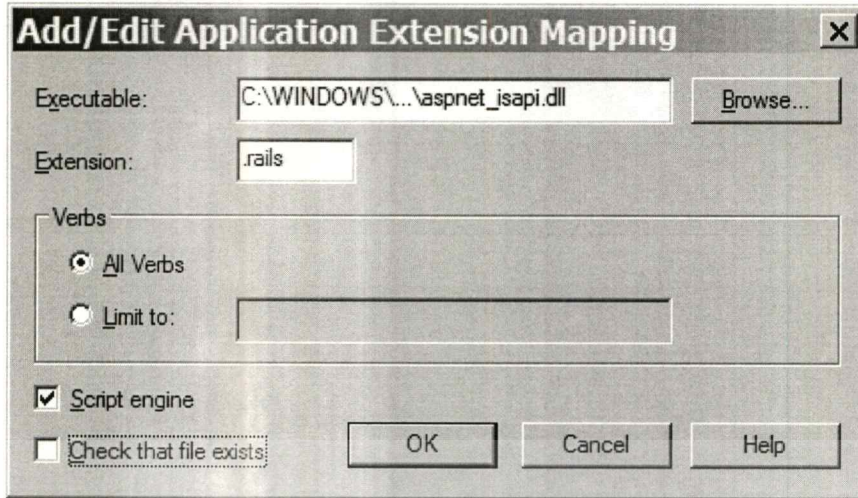 Add/Edit Application Extension Mapping
Executable: C:\WINDOWS\...\aspnet_isapi.dll Browse...
Extension: .rails
Verbs
All Verbs
Limit to:
Script engine
Check that file exists
OK Cancel Help